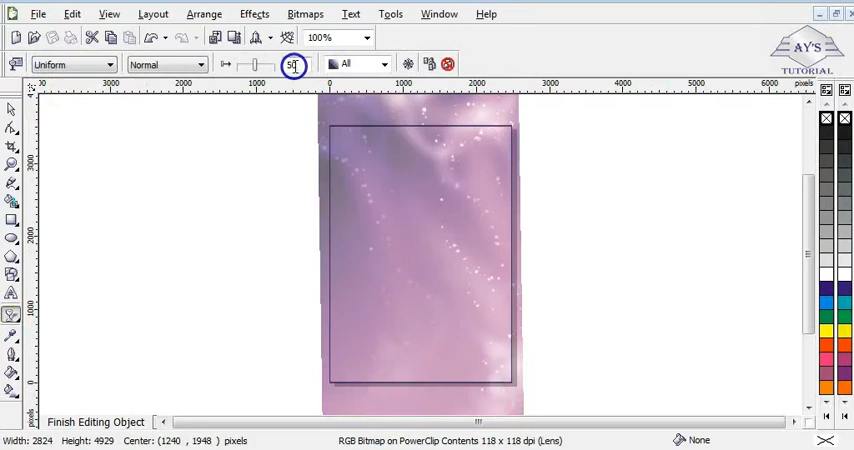 File Edit View Layout Arrange Effects Bitmaps Text Tools Window Help
100%
AY'S
TUTORIAL
Uniform Normal 50 All
1000 0 1000 2000 3000 4000 5000 6000 pixels
3000
2000
1000
0
pixels
Finish Editing Object
Width: 2824 Height: 4929 Center: (1240 , 1948 ) pixels RGB Bitmap on PowerClip Contents 118 x 118 dpi (Lens) None